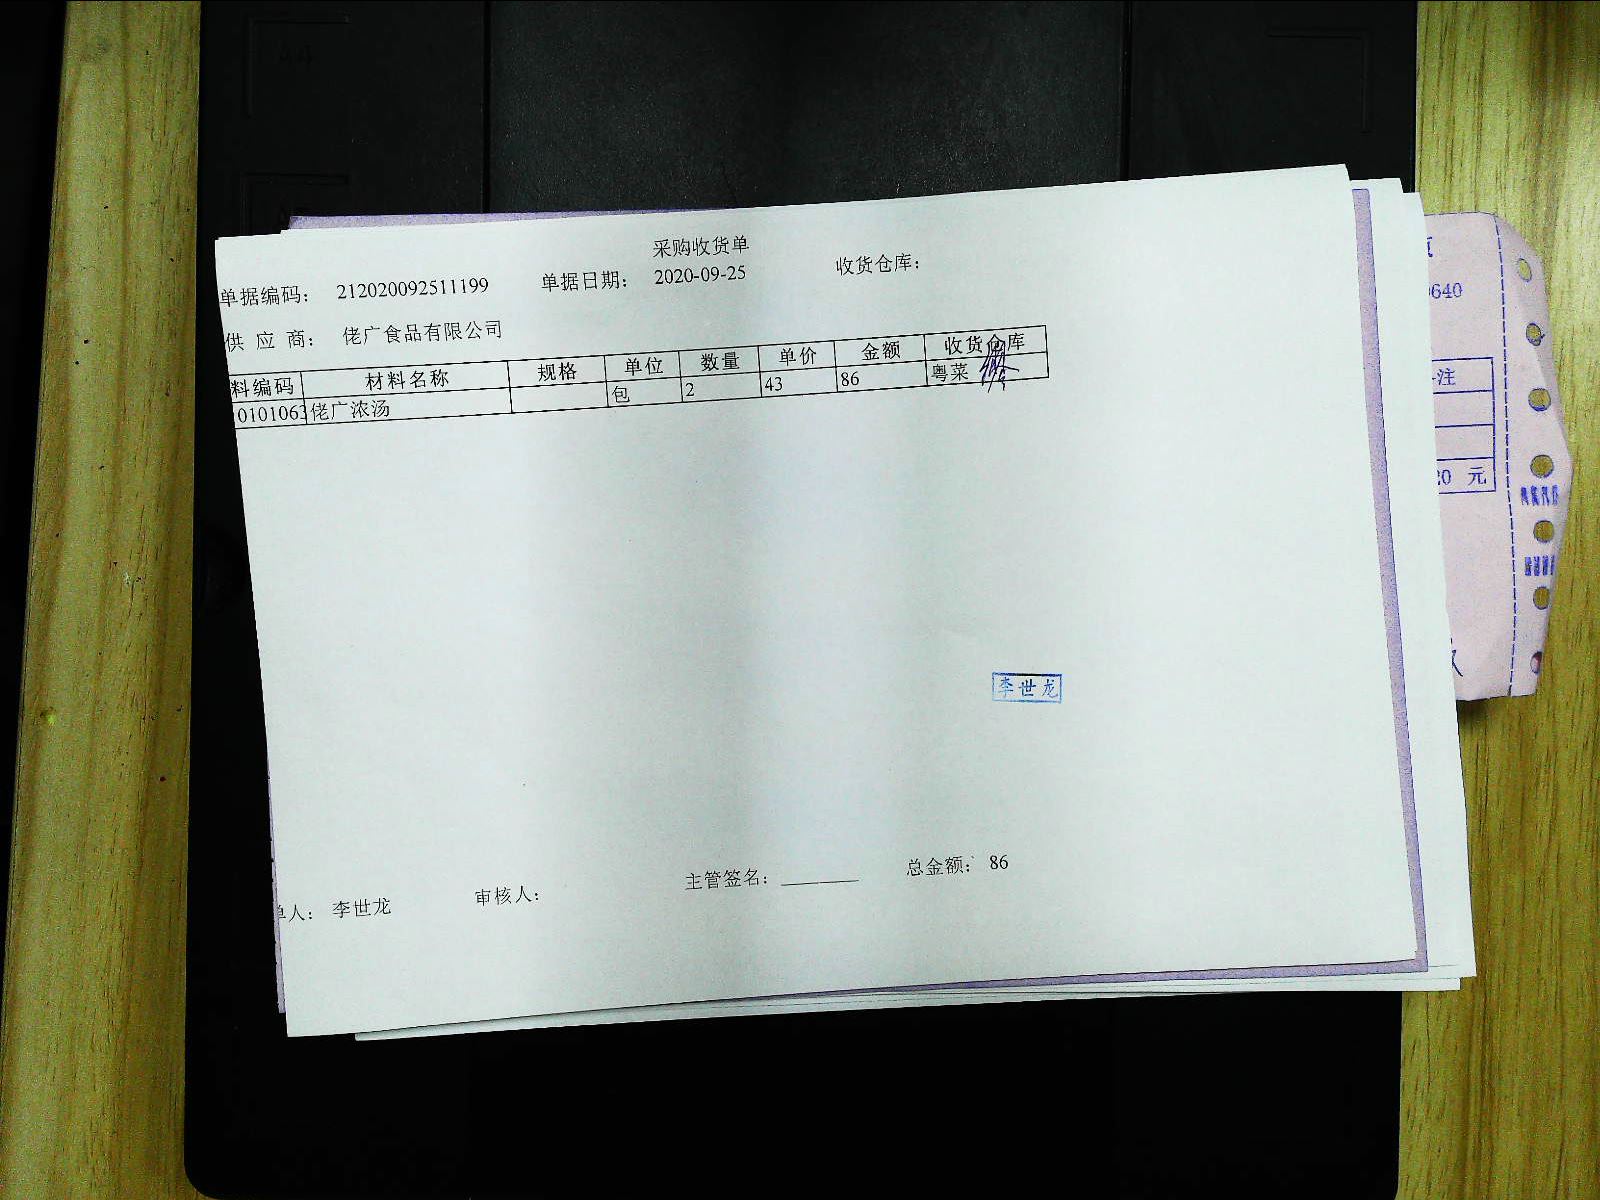 采购收货单
单据编码： 212020092511199 单据日期： 2020-09-25 收货仓库：
供 应 商： 佬广食品有限公司
料编码 材料名称 规格 单位 数量 单价 金额 收货仓库
0101063 佬广浓汤 包 2 43 86 粤菜
李世龙
单人： 李世龙 审核人： 主管签名： 总金额： 86
640
注
20 元